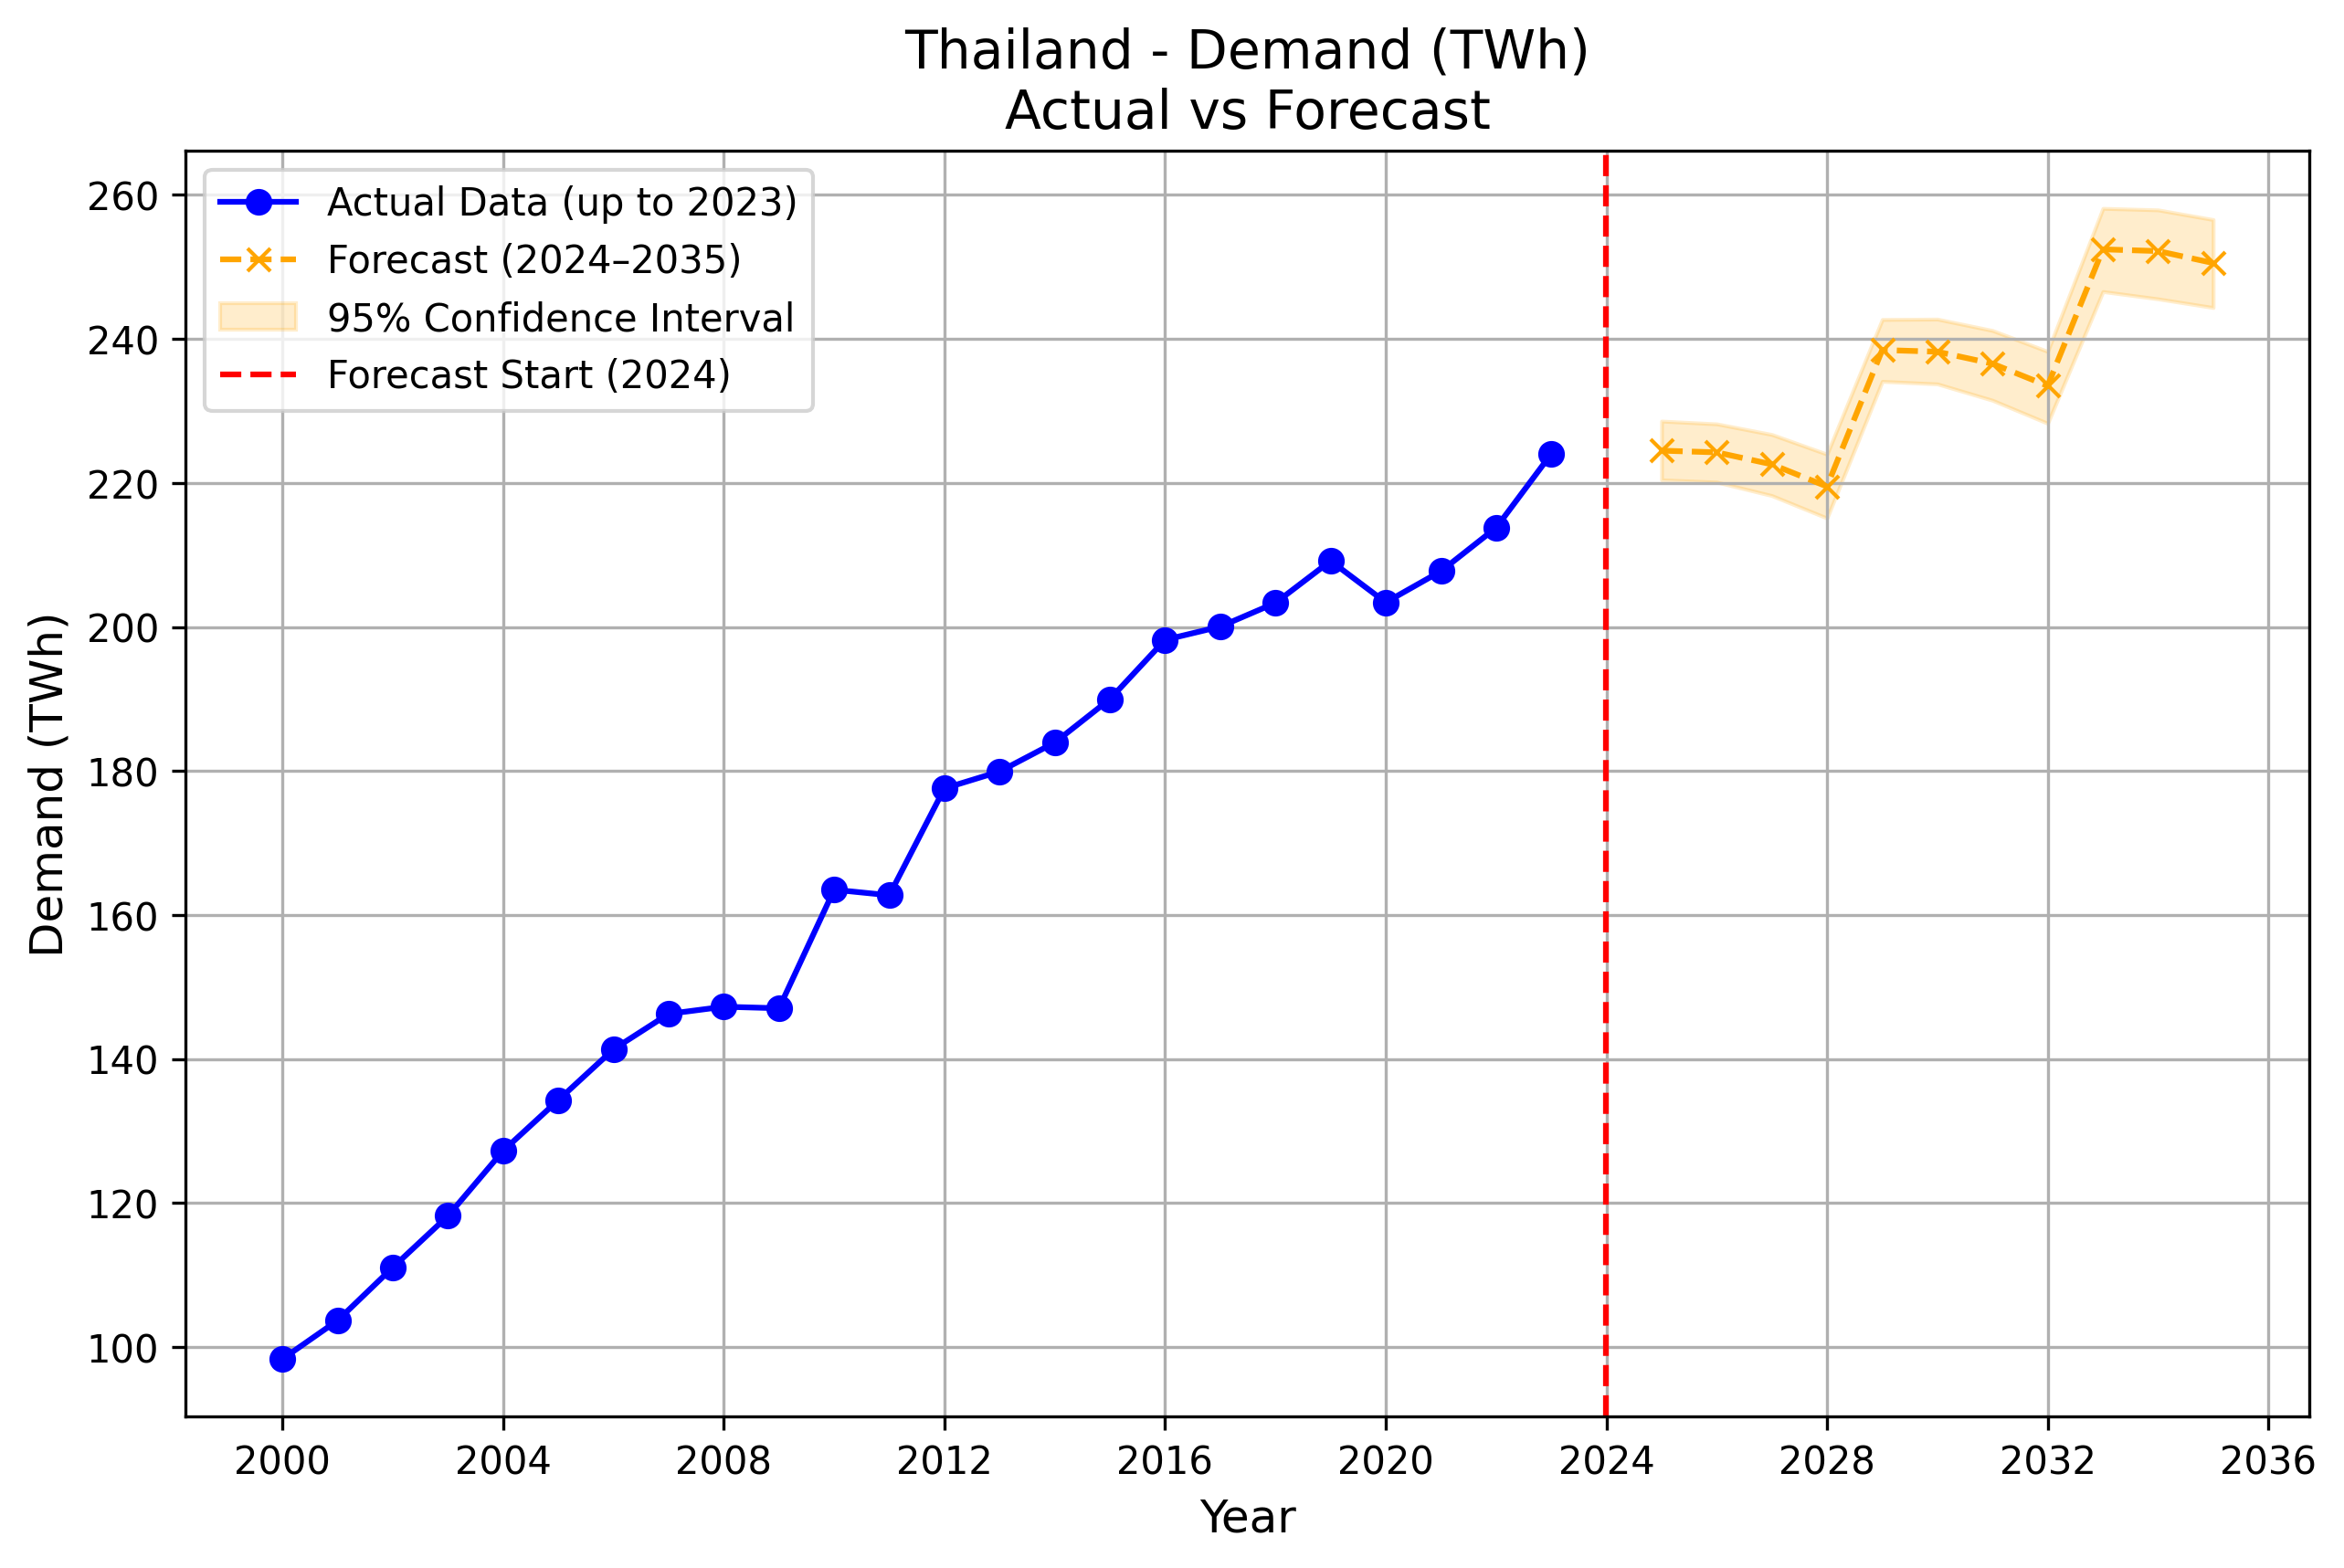 Thailand - Demand (TWh)
Actual vs Forecast
Actual Data (up to 2023)
Forecast (2024–2035)
95% Confidence Interval
Forecast Start (2024)
Demand (TWh)
260
240
220
200
180
160
140
120
100
2000 2004 2008 2012 2016 2020 2024 2028 2032 2036
Year